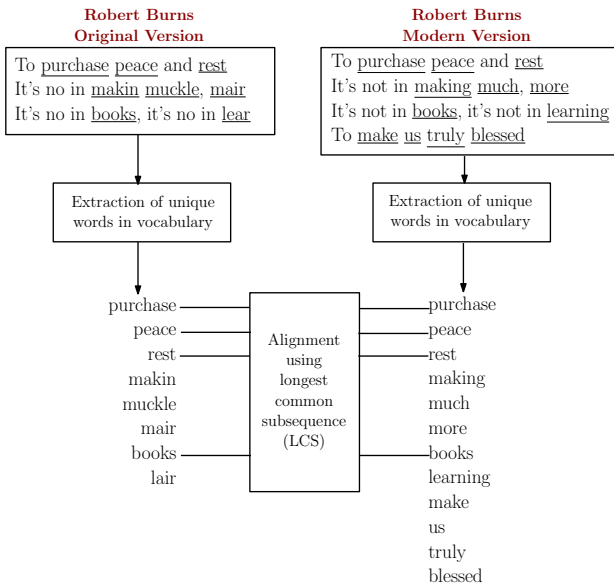 Robert Burns
Original Version
To purchase peace and rest
It's no in makin muckle, mair
It's no in books, it's no in lear
Extraction of unique
words in vocabulary
purchase
peace
rest
makin
muckle
mair
books
lair
Alignment
using
longest
common
subsequence
(LCS)
Robert Burns
Modern Version
To purchase peace and rest
It's not in making much, more
It's not in books, it's not in learning
To make us truly blessed
Extraction of unique
words in vocabulary
purchase
peace
rest
making
much
more
books
learning
make
us
truly
blessed